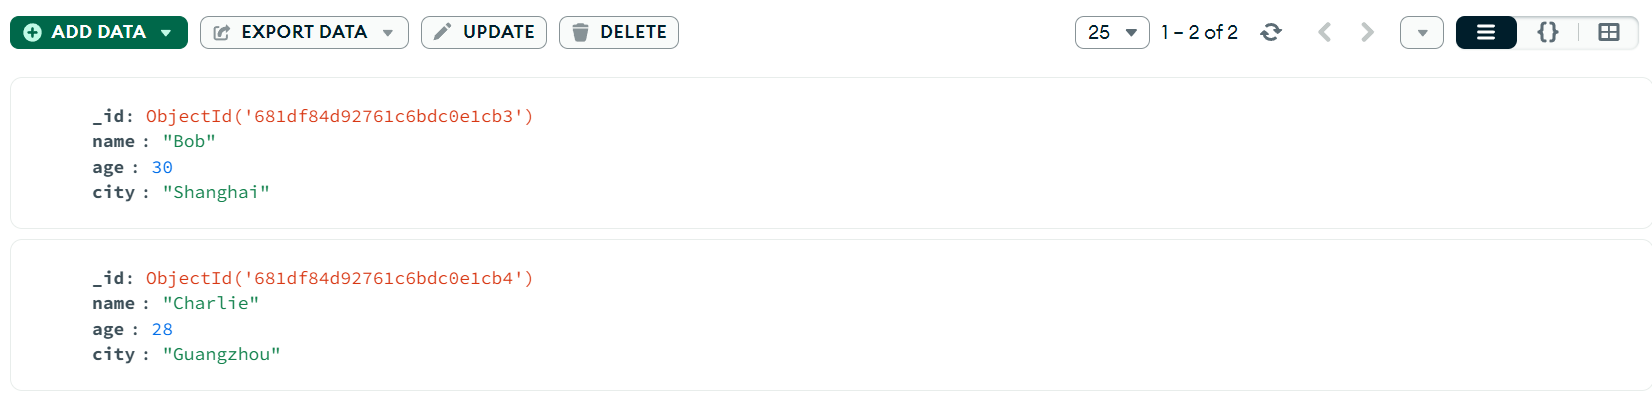 ADD DATA EXPORT DATA UPDATE DELETE 25 1 – 2 of 2 {}
_id: ObjectId('681df84d92761c6bdc0e1cb3')
name : "Bob"
age : 30
city : "Shanghai"
_id: ObjectId('681df84d92761c6bdc0e1cb4')
name : "Charlie"
age : 28
city : "Guangzhou"